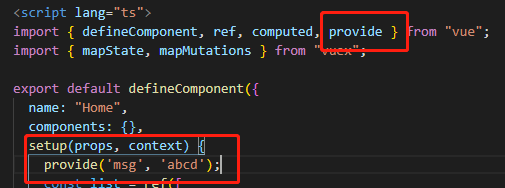 <script lang="ts">
import { defineComponent, ref, computed, provide } from "vue";
import { mapState, mapMutations } from "vuex";
export default defineComponent({
name: "Home",
components: {},
setup(props, context) {
provide('msg', 'abcd');
const list = ref([